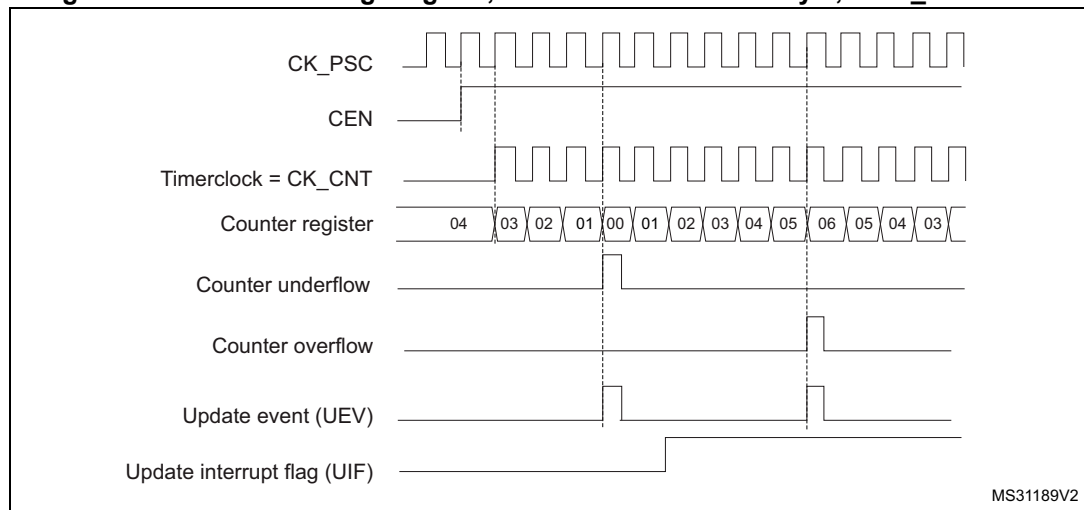 CK_PSC
CEN
Timerclock = CK_CNT
Counter register 04 03 02 01 00 01 02 03 04 05 06 05 04 03
Counter underflow
Counter overflow
Update event (UEV)
Update interrupt flag (UIF)
MS31189V2